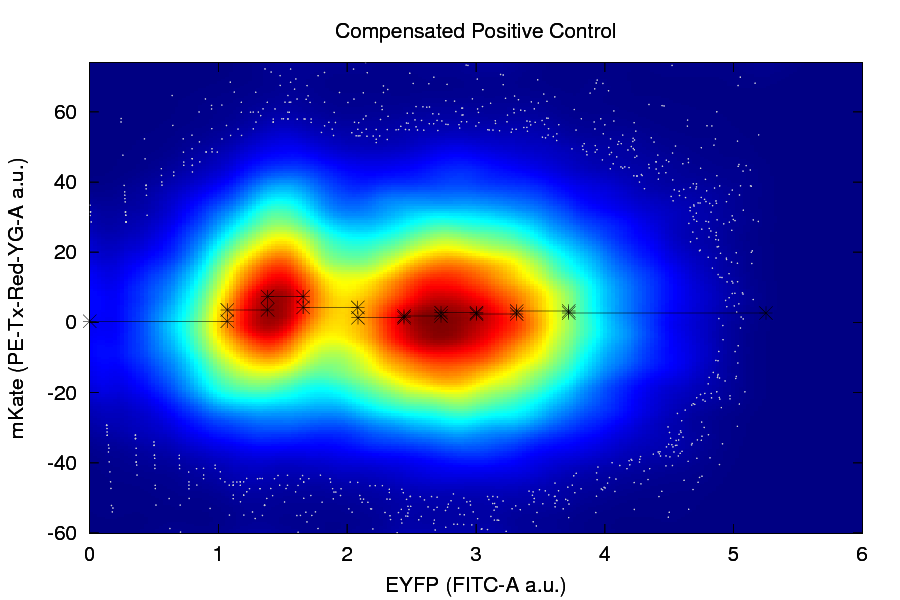 Compensated Positive Control
mKate (PE-Tx-Red-YG-A a.u.)
60
40
20
0
-20
-40
-60
0 1 2 3 4 5 6
EYFP (FITC-A a.u.)